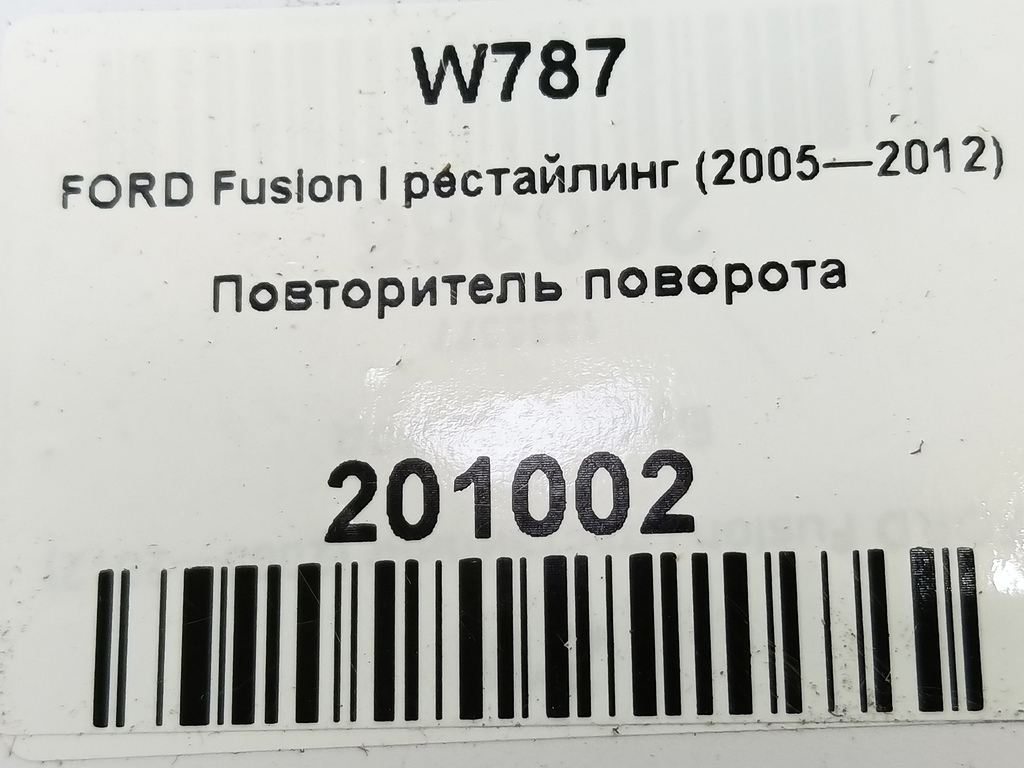 W787
FORD Fusion I рестайлинг (2005—2012)
Повторитель поворота
201002